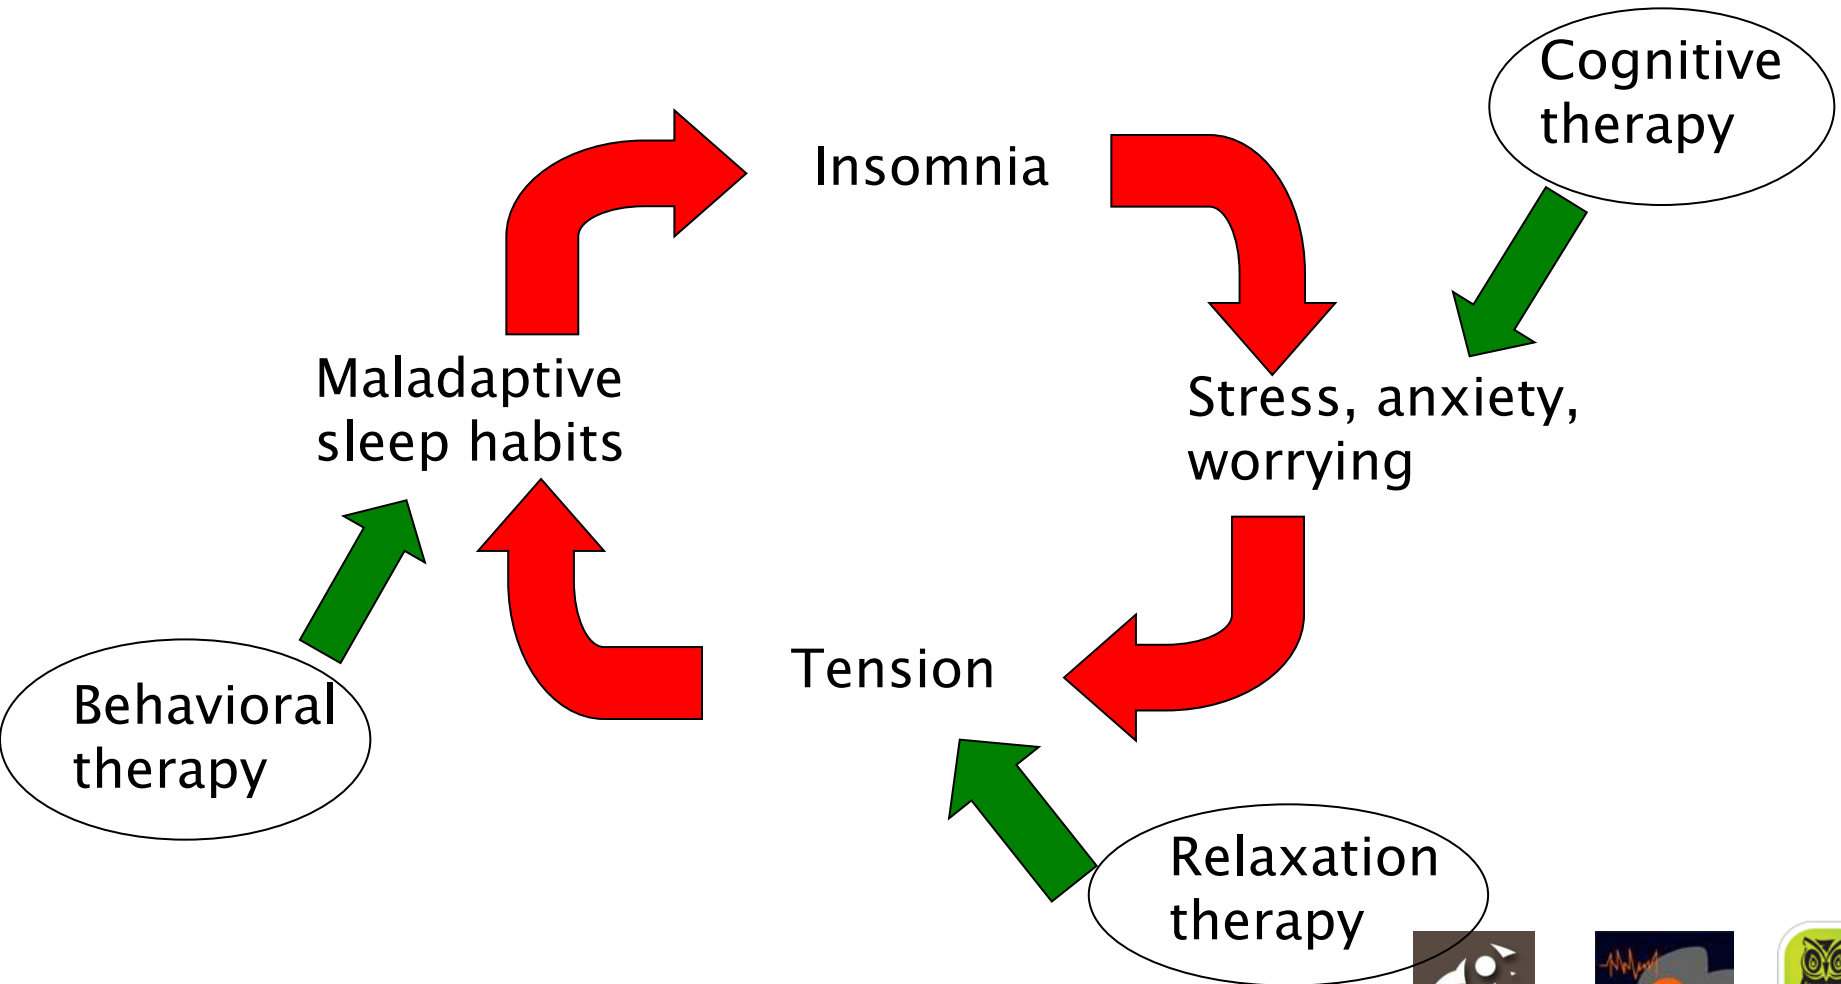 Cognitive
therapy
Insomnia
Maladaptive
sleep habits
Stress, anxiety,
worrying
Tension
Behavioral
therapy
Relaxation
therapy